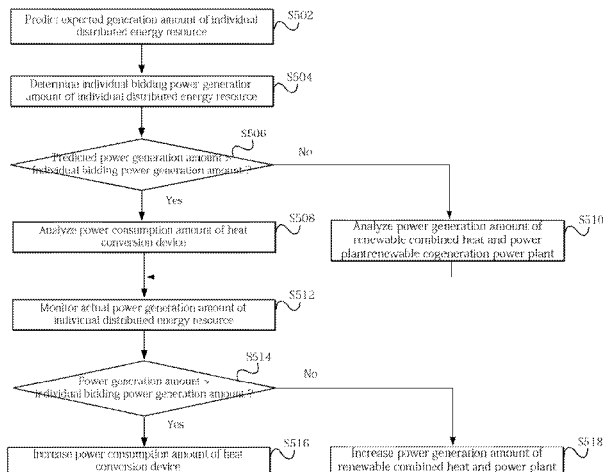 S502
Predict expected generation amount of individual
distributed energy resource
S504
Determine individual bidding power generation
amount of individual distributed energy resource
S506
Predicted power generation amount >
individual bidding power generation amount ?
No
Yes
S508
Analyze power consumption amount of heat
conversion device
S510
Analyze power generation amount of
renewable combined heat and power
plantrenewable cogeneration power plant
S512
Monitor actual power generation amount of
individual distributed energy resource
S514
Power generation amount >
individual bidding power generation amount ?
No
Yes
S516
Increase power consumption amount of heat
conversion device
S518
Increase power generation amount of
renewable combined heat and power plant